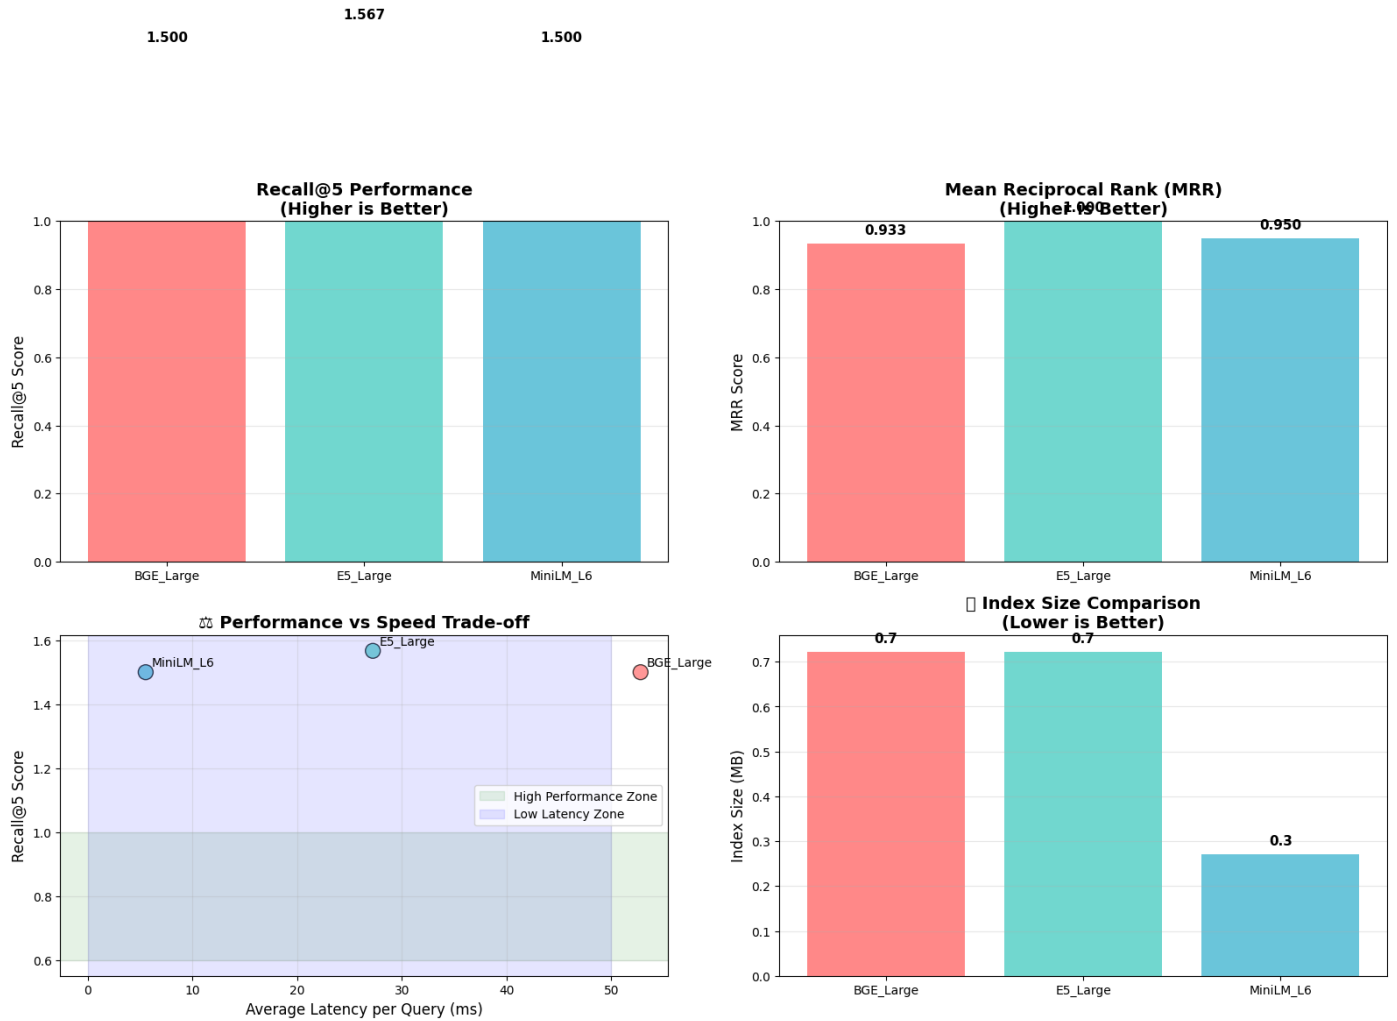 1.567
1.500
1.500
Recall@5 Performance
(Higher is Better)
Recall@5 Score
1.0
0.8
0.6
0.4
0.2
0.0
BGE_Large
E5_Large
MiniLM_L6
Mean Reciprocal Rank (MRR)
(Higher is Better)
1.000
0.933
0.950
MRR Score
1.0
0.8
0.6
0.4
0.2
0.0
BGE_Large
E5_Large
MiniLM_L6
⚖ Performance vs Speed Trade-off
Recall@5 Score
1.6
1.4
1.2
1.0
0.8
0.6
MiniLM_L6
E5_Large
BGE_Large
High Performance Zone
Low Latency Zone
0
10
20
30
40
50
Average Latency per Query (ms)
Index Size Comparison
(Lower is Better)
0.7
0.7
0.3
Index Size (MB)
0.7
0.6
0.5
0.4
0.3
0.2
0.1
0.0
BGE_Large
E5_Large
MiniLM_L6